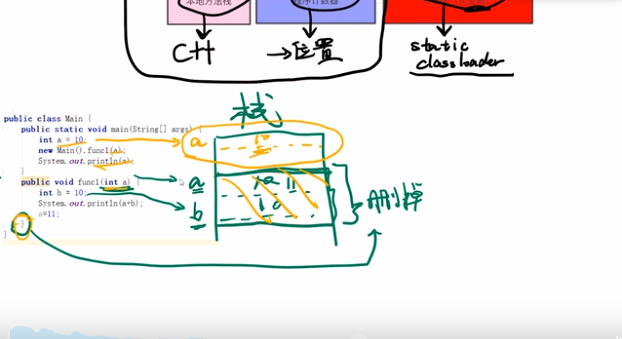 本地方法栈
程序计数器
C++
→位置
static
classloader
栈
public class Main {
public static void main(String[] args) {
int a = 10;
new Main().func1(a);
System.out.println(a);
}
public void func1(int a) {
int b = 10;
System.out.println(a+b);
a=11;
}
}
a
10
a
10 11
b
10
删掉